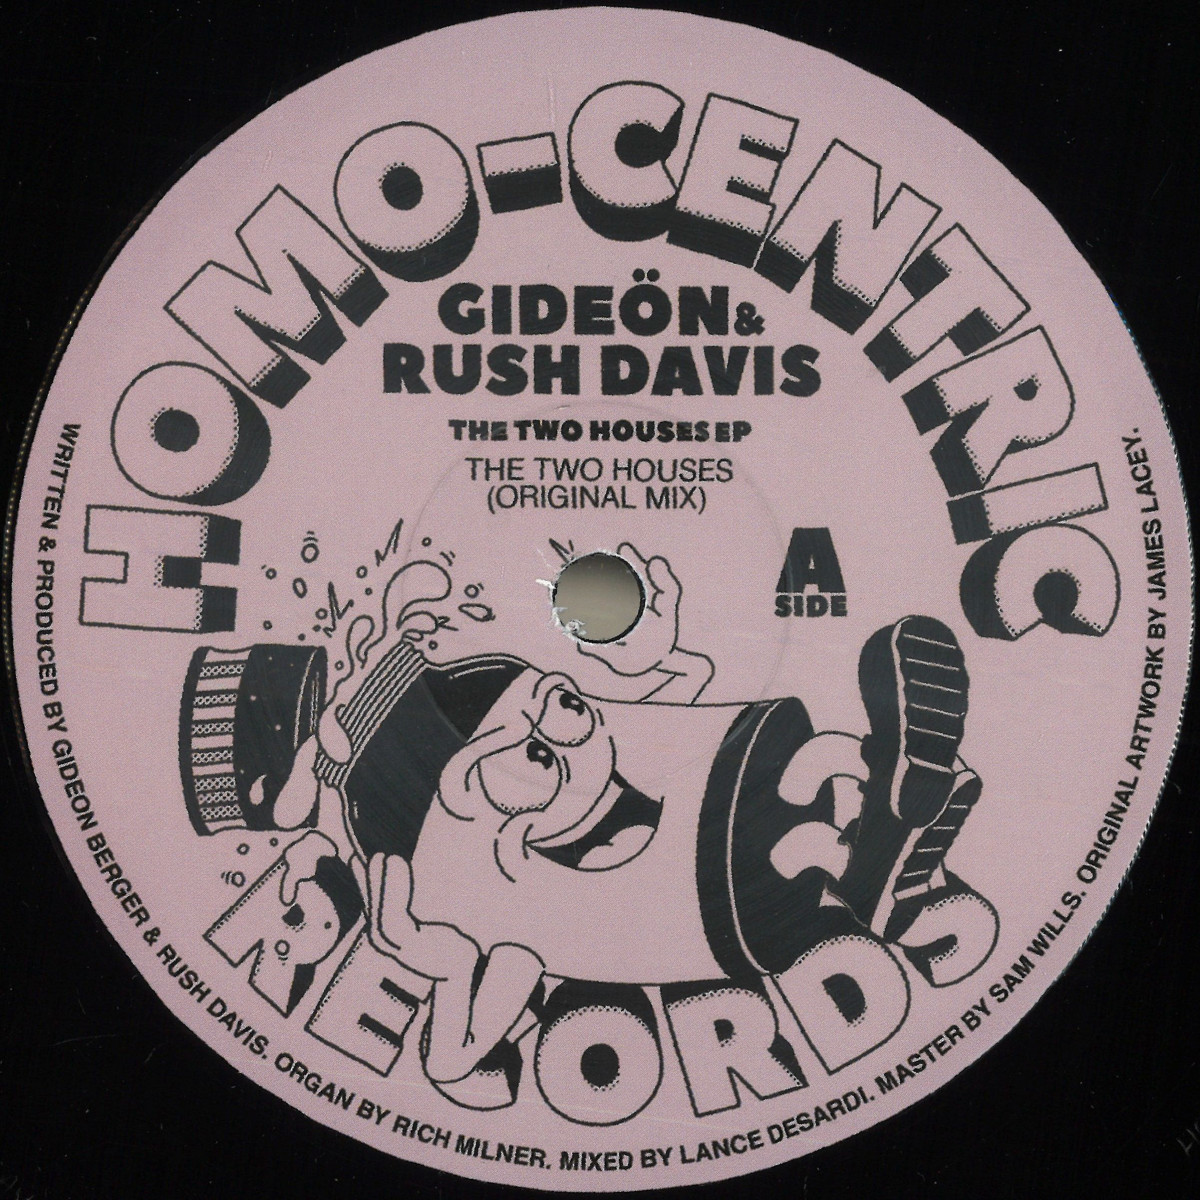 HOMO-CENTRIC
GIDEÖN &
RUSH DAVIS
THE TWO HOUSES EP
THE TWO HOUSES
(ORIGINAL MIX)
A
SIDE
RECORDS
WRITTEN & PRODUCED BY GIDEON BERGER & RUSH DAVIS. ORGAN BY RICH MILNER. MIXED BY LANCE DESARDI. MASTER BY SAM WILLS. ORIGINAL ARTWORK BY JAMES LACEY.